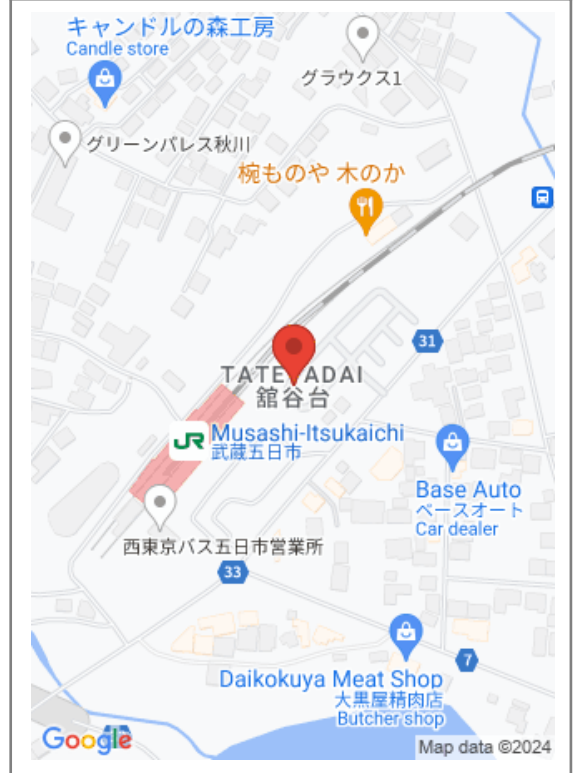 キャンドルの森工房
Candle store
グラウクス1
グリーンパレス秋川
椀ものや 木のか
31
TATEYADAI
舘谷台
JR
Musashi-Itsukaichi
武蔵五日市
Base Auto
ベースオート
Car dealer
西東京バス五日市営業所
33
7
Daikokuya Meat Shop
大黒屋精肉店
Butcher shop
Google
Map data ©2024